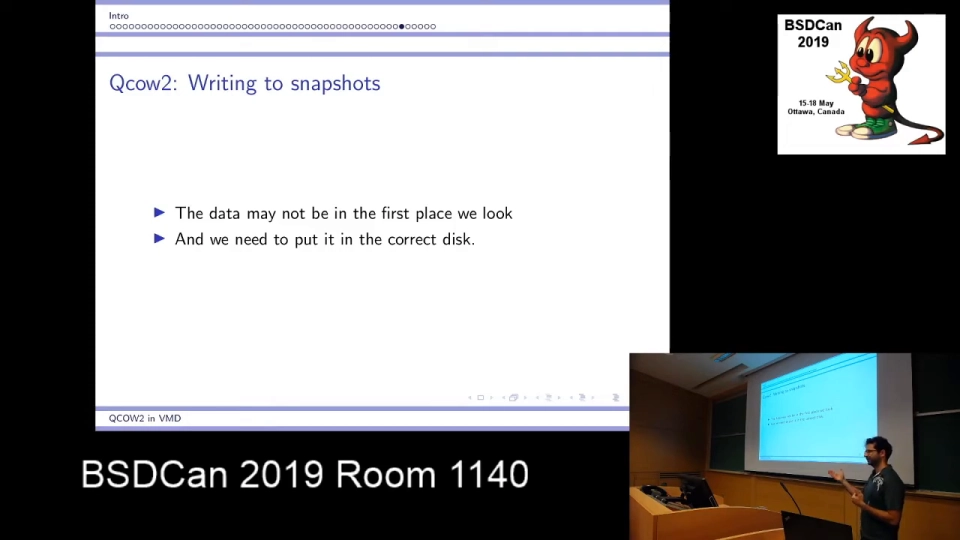 Intro
Qcow2: Writing to snapshots
The data may not be in the first place we look
And we need to put it in the correct disk.
QCOW2 in VMD
BSDCan
2019
15-18 May
Ottawa, Canada
BSDCan 2019 Room 1140